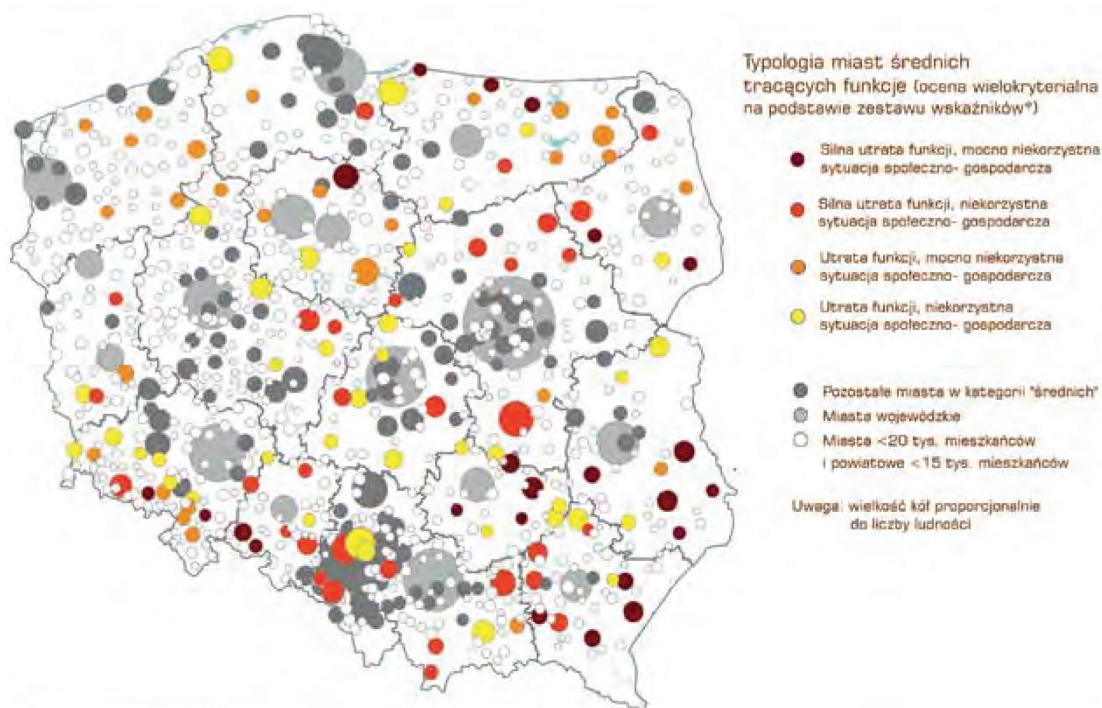 Typologia miast średnich
tracących funkcje (ocena wielokryterialna
na podstawie zestawu wskaźników*)
Silna utrata funkcji, mocno niekorzystna
sytuacja społeczno- gospodarcza
Silna utrata funkcji, niekorzystna
sytuacja społeczno- gospodarcza
Utrata funkcji, mocno niekorzystna
sytuacja społeczno- gospodarcza
Utrata funkcji, niekorzystna
sytuacja społeczno- gospodarcza
Pozostałe miasta w kategorii "średnich"
Miasta wojewódzkie
Miasta <20 tys. mieszkańców
i powiatowe <15 tys. mieszkańców
Uwaga: wielkość kół proporcjonalnie
do liczby ludności